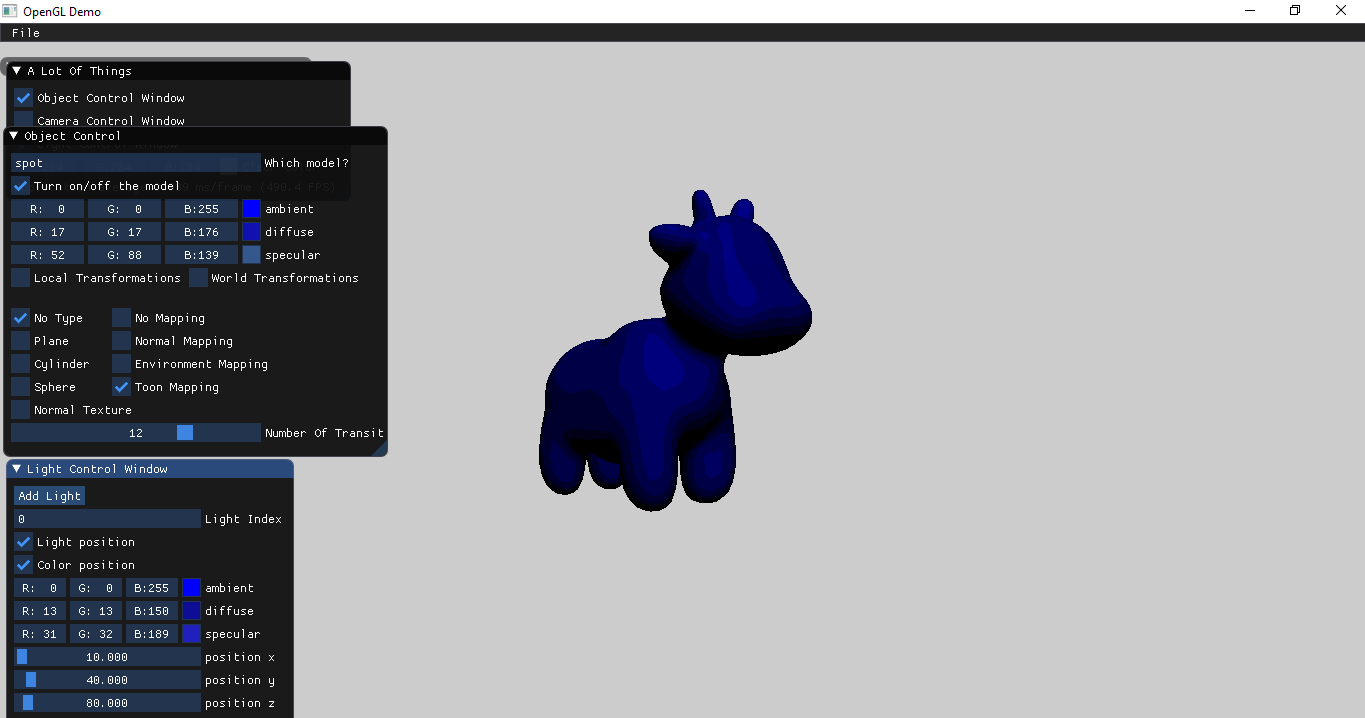 OpenGL Demo
File
A Lot Of Things
Object Control Window
Camera Control Window
Object Control
spot Which model?
Turn on/off the model ms/frame (490.4 FPS)
R: 0 G: 0 B:255 ambient
R: 17 G: 17 B:176 diffuse
R: 52 G: 88 B:139 specular
Local Transformations World Transformations
No Type No Mapping
Plane Normal Mapping
Cylinder Environment Mapping
Sphere Toon Mapping
Normal Texture
12 Number Of Transit
Light Control Window
Add Light
0 Light Index
Light position
Color position
R: 0 G: 0 B:255 ambient
R: 13 G: 13 B:150 diffuse
R: 31 G: 32 B:189 specular
10.000 position x
40.000 position y
80.000 position z